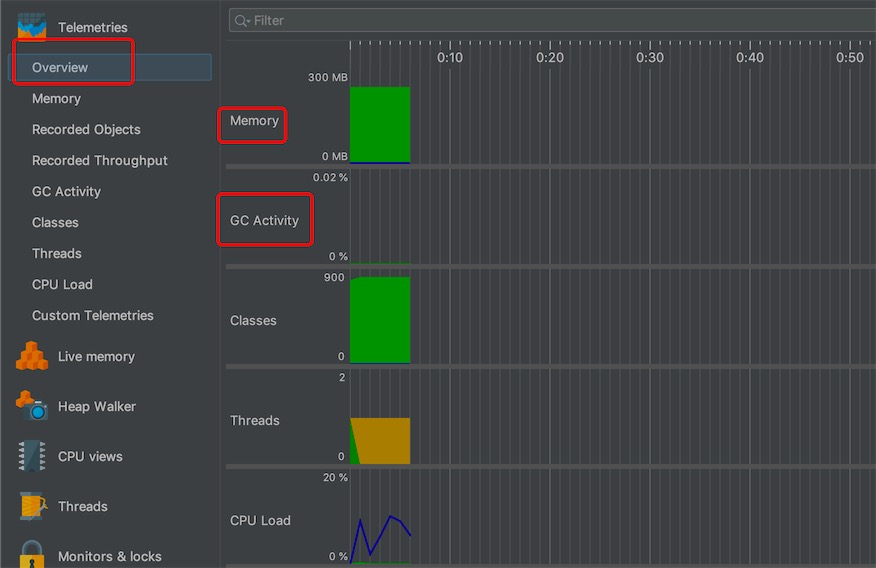 Telemetries
Overview
Memory
Recorded Objects
Recorded Throughput
GC Activity
Classes
Threads
CPU Load
Custom Telemetries
Live memory
Heap Walker
CPU views
Threads
Monitors & locks
Filter
0:10 0:20 0:30 0:40 0:50
300 MB
Memory
0 MB
0.02 %
GC Activity
0 %
900
Classes
0
2
Threads
0
20 %
CPU Load
0 %